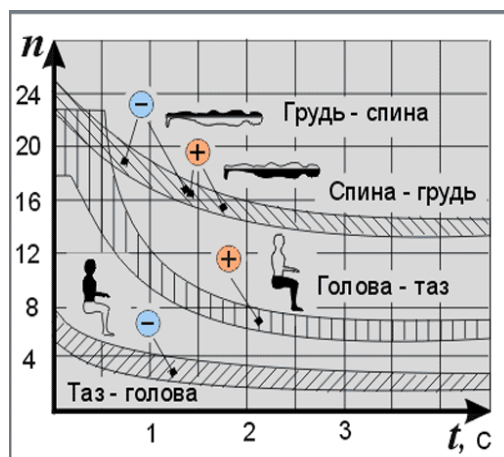 n
24
20
16
12
8
4
−
+
Грудь - спина
Спина - грудь
+
Голова - таз
−
Таз - голова
1
2
3
t, с